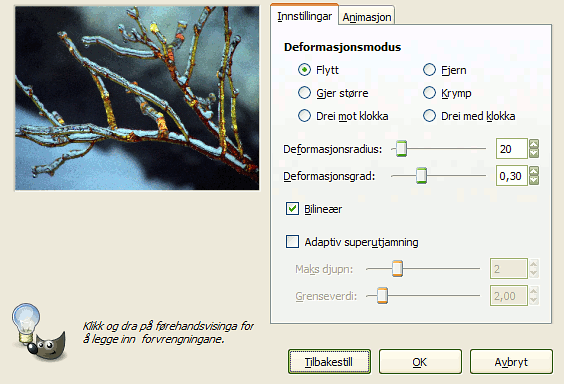 Innstillingar
Animasjon
Deformasjonsmodus
Flytt
Fjern
Gjer større
Krymp
Drei mot klokka
Drei med klokka
Deformasjonsradius:
20
Deformasjonsgrad:
0,30
Bilineær
Adaptiv superutjamning
Maks djupn:
2
Grenseverdi:
2,00
Klikk og dra på førehandsvisinga for
å legge inn forvrengningane.
Tilbakestill
OK
Avbryt